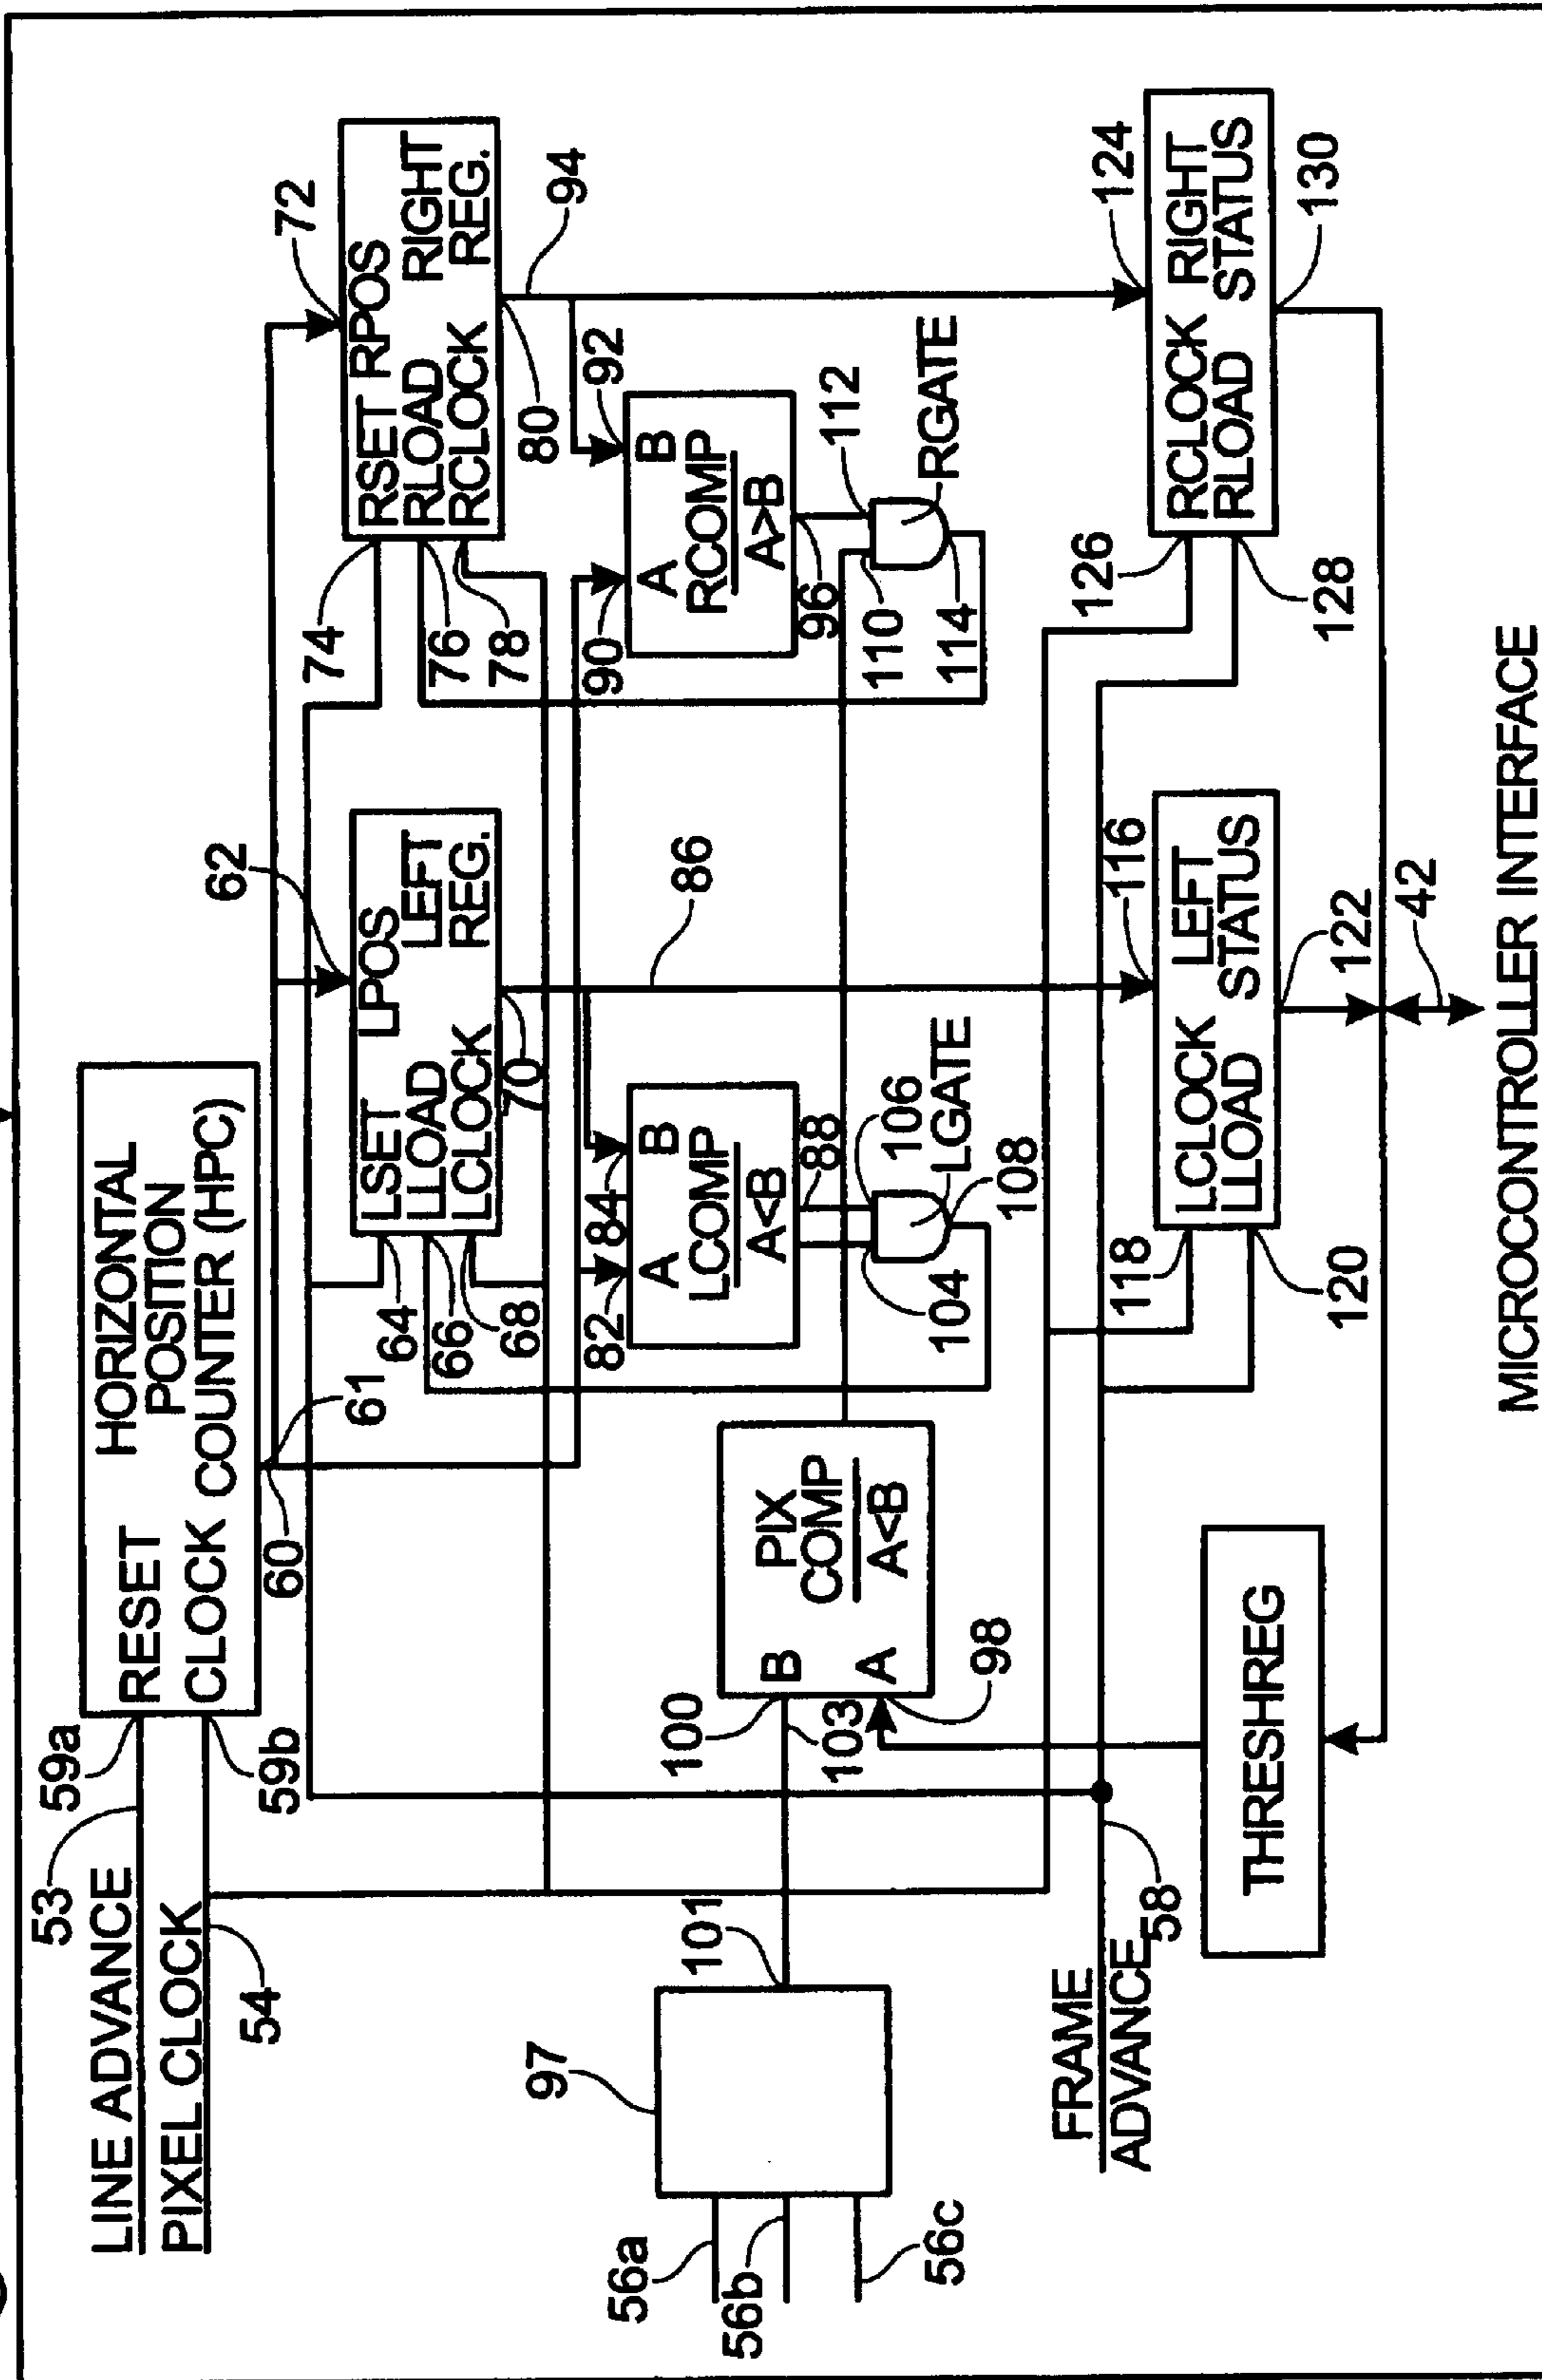 LINE ADVANCE
PIXEL CLOCK
53
54
59a
59b
RESET
CLOCK
HORIZONTAL
POSITION
COUNTER (HPC)
60
61
62
LSET
LPOS
LLOAD
LEFT
LCLOCK
REG.
64
66
68
70
72
RSET
RPOS
RLOAD
RIGHT
RCLOCK
REG.
74
76
78
80
82
84
86
A
B
LCOMP
A<B
88
90
92
94
A
B
RCOMP
A>B
96
97
56a
56b
56c
101
100
103
98
B
A
PIX
COMP
A<B
104
106
LGATE
108
110
112
RGATE
114
FRAME
ADVANCE
58
THRESHREG
116
118
120
LCLOCK
LEFT
LLOAD
STATUS
122
124
126
128
RCLOCK
RIGHT
RLOAD
STATUS
130
42
MICROCONTROLLER INTERFACE